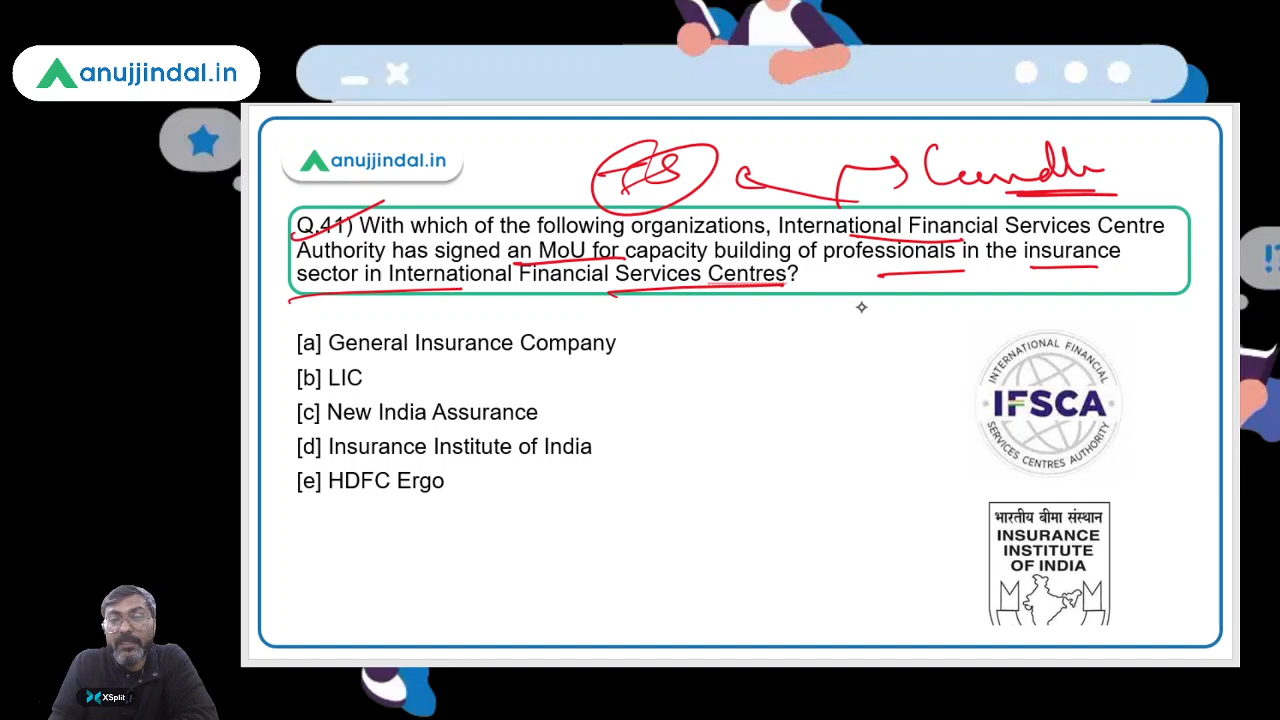 anujjindal.in
anujjindal.in
Q.41) With which of the following organizations, International Financial Services Centre
Authority has signed an MoU for capacity building of professionals in the insurance
sector in International Financial Services Centres?
[a] General Insurance Company
[b] LIC
[c] New India Assurance
[d] Insurance Institute of India
[e] HDFC Ergo
INTERNATIONAL FINANCIAL
IFSCA
SERVICES CENTRES AUTHORITY
भारतीय बीमा संस्थान
INSURANCE
INSTITUTE
OF INDIA
XSplit